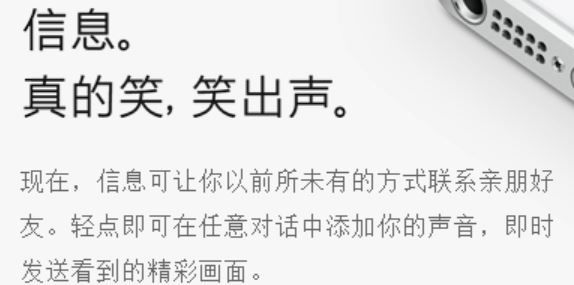 信息。
真的笑, 笑出声。
现在，信息可让你以前所未有的方式联系亲朋好
友。轻点即可在任意对话中添加你的声音，即时
发送看到的精彩画面。